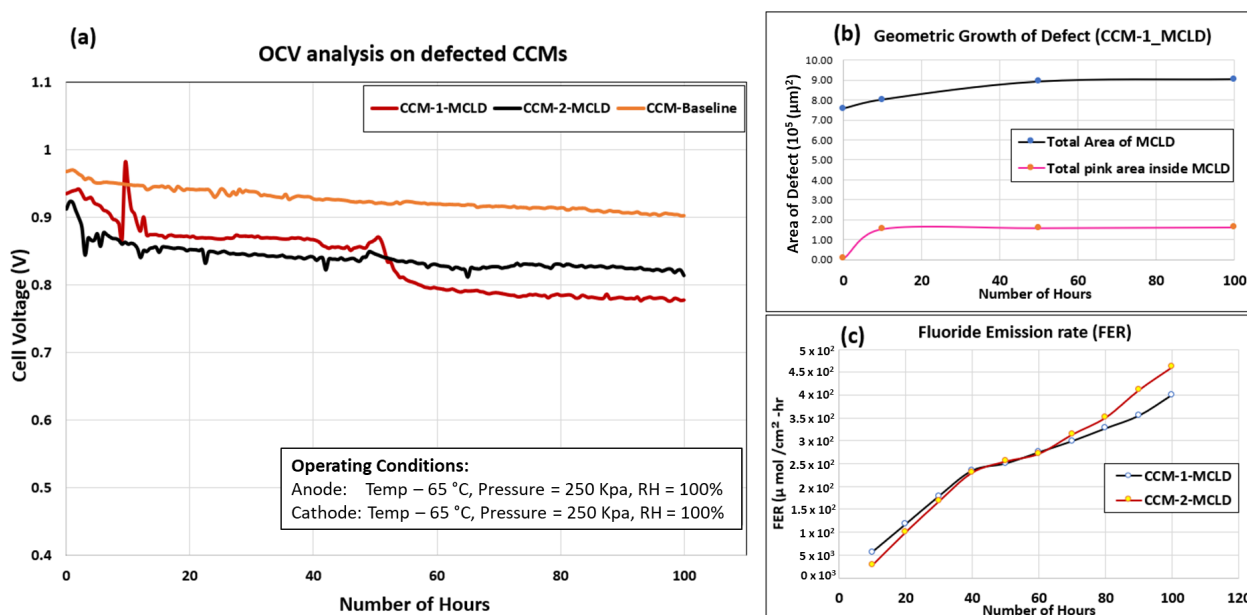 (a)
OCV analysis on defected CCMs
CCM-1-MCLD CCM-2-MCLD CCM-Baseline
1.1
1
0.9
0.8
0.7
0.6
0.5
0.4
Cell Voltage (V)
Operating Conditions:
Anode: Temp – 65 °C, Pressure = 250 Kpa, RH = 100%
Cathode: Temp – 65 °C, Pressure = 250 Kpa, RH = 100%
0 20 40 60 80 100
Number of Hours
(b) Geometric Growth of Defect (CCM-1_MCLD)
10.00
9.00
8.00
7.00
6.00
5.00
4.00
3.00
2.00
1.00
0.00
Area of Defect (10⁵ (µm)²)
Total Area of MCLD
Total pink area inside MCLD
0 20 40 60 80 100
Number of Hours
(c) Fluoride Emission rate (FER)
5 x 10²
4.5 x 10²
4 x 10²
3.5 x 10²
3 x 10²
2.5 x 10²
2 x 10²
1.5 x 10²
1 x 10²
5 x 10³
0 x 10³
FER (µ mol /cm² -hr
CCM-1-MCLD
CCM-2-MCLD
0 20 40 60 80 100 120
Number of Hours